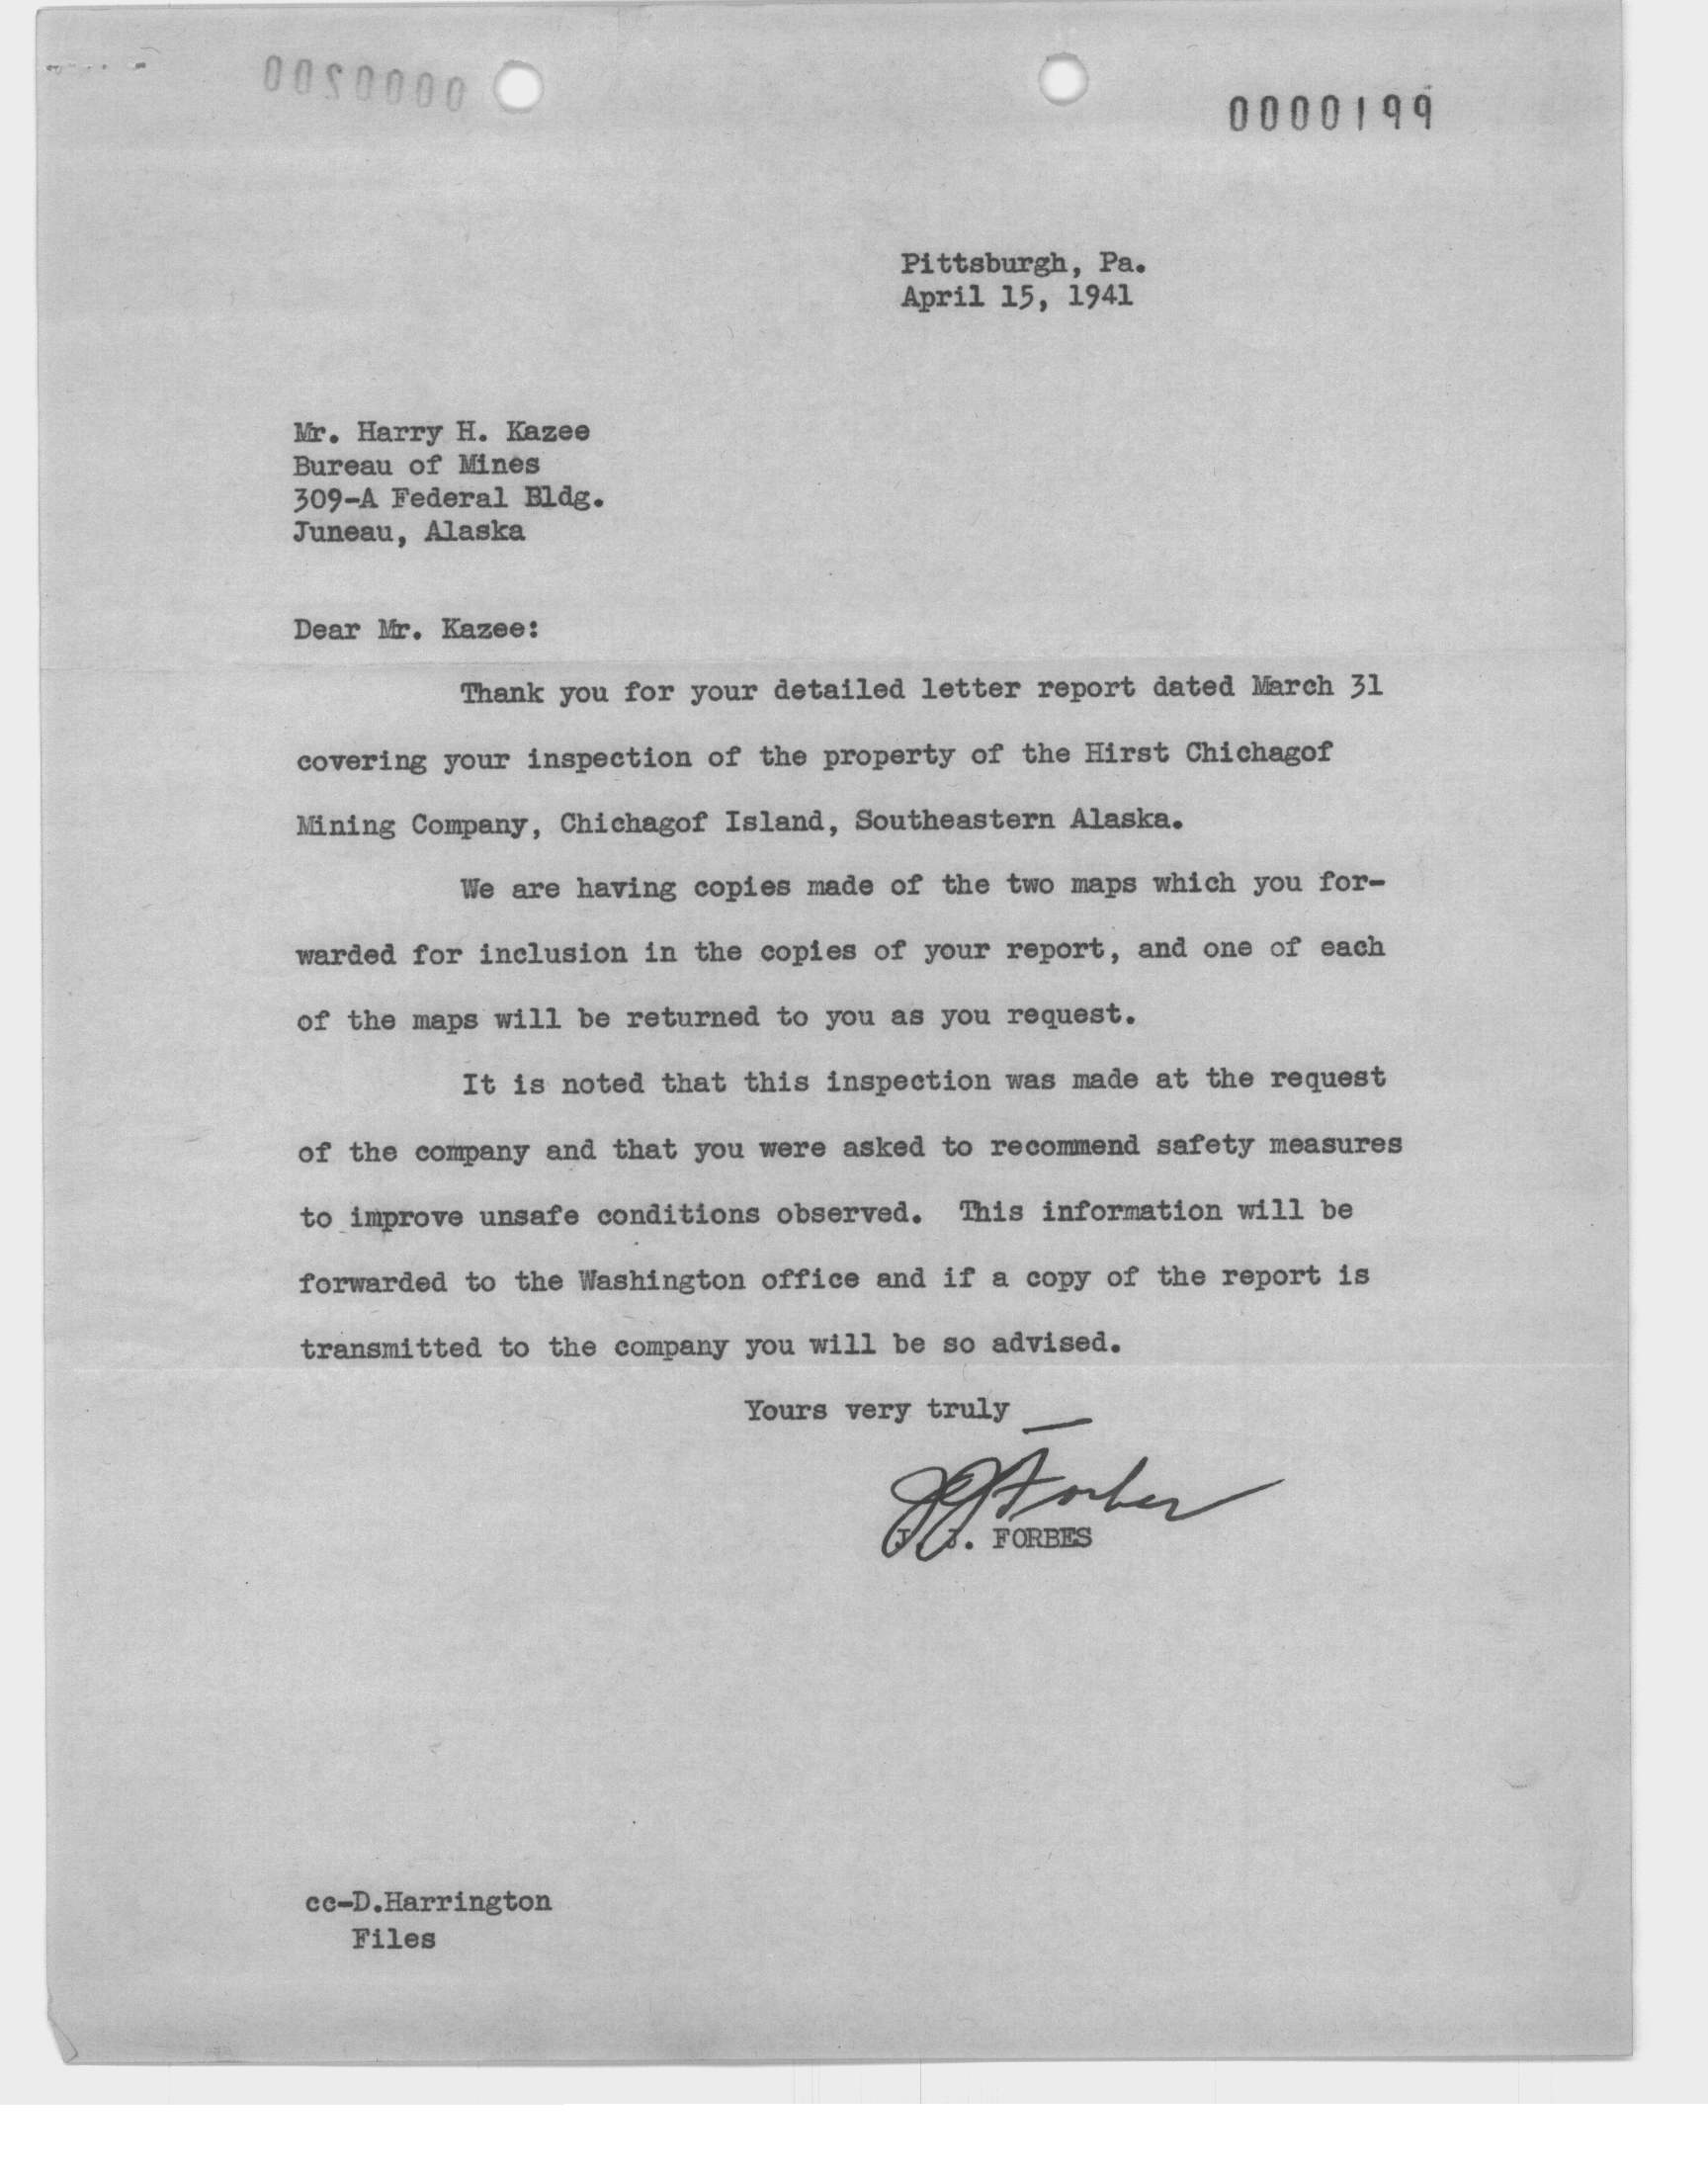 0000200
0000199
Pittsburgh, Pa.
April 15, 1941
Mr. Harry H. Kazee
Bureau of Mines
309-A Federal Bldg.
Juneau, Alaska
Dear Mr. Kazee:
Thank you for your detailed letter report dated March 31
covering your inspection of the property of the Hirst Chichagof
Mining Company, Chichagof Island, Southeastern Alaska.
We are having copies made of the two maps which you for-
warded for inclusion in the copies of your report, and one of each
of the maps will be returned to you as you request.
It is noted that this inspection was made at the request
of the company and that you were asked to recommend safety measures
to improve unsafe conditions observed. This information will be
forwarded to the Washington office and if a copy of the report is
transmitted to the company you will be so advised.
Yours very truly
JJForbes
J. J. FORBES
cc-D.Harrington
Files